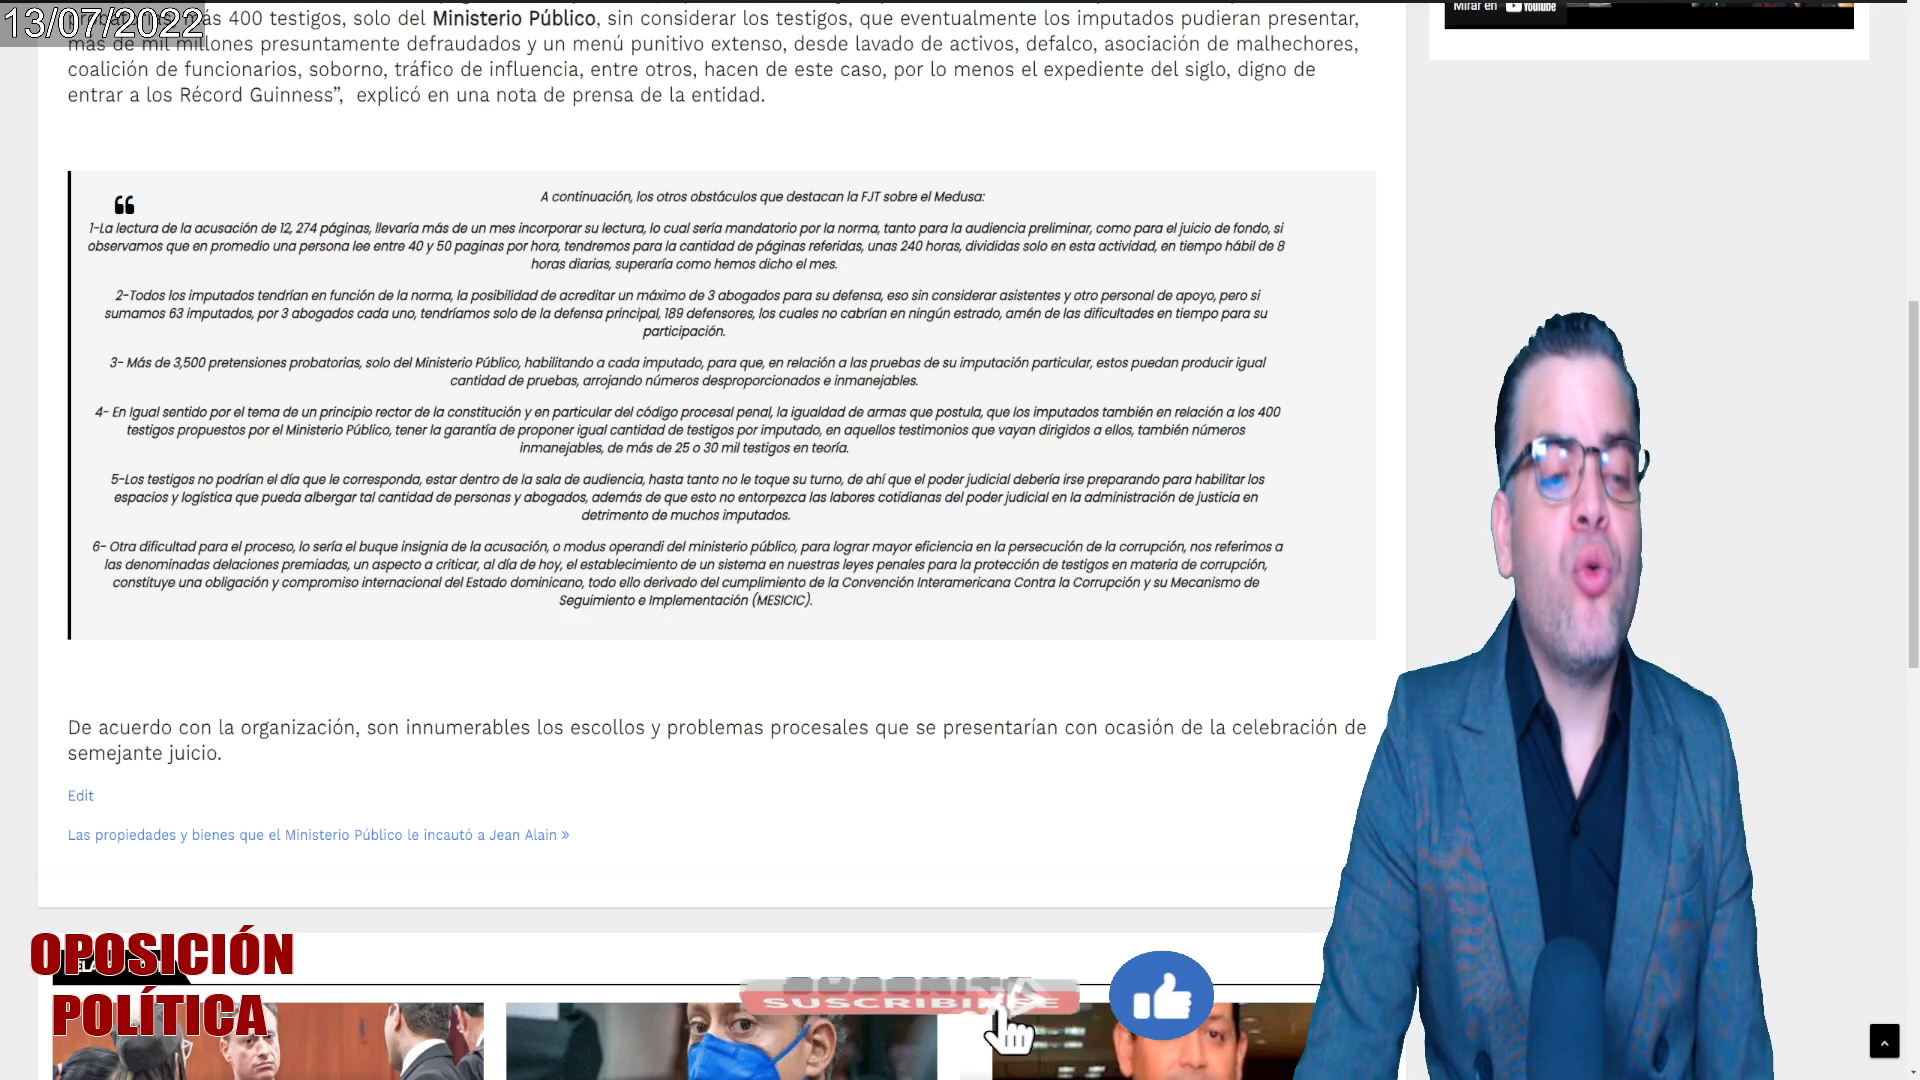 13/07/2022
más 400 testigos, solo del Ministerio Público, sin considerar los testigos, que eventualmente los imputados pudieran presentar,
más de mil millones presuntamente defraudados y un menú punitivo extenso, desde lavado de activos, defalco, asociación de malhechores,
coalición de funcionarios, soborno, tráfico de influencia, entre otros, hacen de este caso, por lo menos el expediente del siglo, digno de
entrar a los Récord Guinness”, explicó en una nota de prensa de la entidad.
Mirar en YouTube
A continuación, los otros obstáculos que destacan la FJT sobre el Medusa:
1-La lectura de la acusación de 12, 274 páginas, llevaría más de un mes incorporar su lectura, lo cual sería mandatorio por la norma, tanto para la audiencia preliminar, como para el juicio de fondo, si
observamos que en promedio una persona lee entre 40 y 50 paginas por hora, tendremos para la cantidad de páginas referidas, unas 240 horas, divididas solo en esta actividad, en tiempo hábil de 8
horas diarias, superaría como hemos dicho el mes.
2-Todos los imputados tendrían en función de la norma, la posibilidad de acreditar un máximo de 3 abogados para su defensa, eso sin considerar asistentes y otro personal de apoyo, pero si
sumamos 63 imputados, por 3 abogados cada uno, tendríamos solo de la defensa principal, 189 defensores, los cuales no cabrían en ningún estrado, amén de las dificultades en tiempo para su
participación.
3- Más de 3,500 pretensiones probatorias, solo del Ministerio Público, habilitando a cada imputado, para que, en relación a las pruebas de su imputación particular, estos puedan producir igual
cantidad de pruebas, arrojando números desproporcionados e inmanejables.
4- En Igual sentido por el tema de un principio rector de la constitución y en particular del código procesal penal, la igualdad de armas que postula, que los imputados también en relación a los 400
testigos propuestos por el Ministerio Público, tener la garantía de proponer igual cantidad de testigos por imputado, en aquellos testimonios que vayan dirigidos a ellos, también números
inmanejables, de más de 25 o 30 mil testigos en teoría.
5-Los testigos no podrían el día que le corresponda, estar dentro de la sala de audiencia, hasta tanto no le toque su turno, de ahí que el poder judicial debería irse preparando para habilitar los
espacios y logística que pueda albergar tal cantidad de personas y abogados, además de que esto no entorpezca las labores cotidianas del poder judicial en la administración de justicia en
detrimento de muchos imputados.
6- Otra dificultad para el proceso, lo sería el buque insignia de la acusación, o modus operandi del ministerio público, para lograr mayor eficiencia en la persecución de la corrupción, nos referimos a
las denominadas delaciones premiadas, un aspecto a criticar, al día de hoy, el establecimiento de un sistema en nuestras leyes penales para la protección de testigos en materia de corrupción,
constituye una obligación y compromiso internacional del Estado dominicano, todo ello derivado del cumplimiento de la Convención Interamericana Contra la Corrupción y su Mecanismo de
Seguimiento e Implementación (MESICIC).
De acuerdo con la organización, son innumerables los escollos y problemas procesales que se presentarían con ocasión de la celebración de
semejante juicio.
Edit
Las propiedades y bienes que el Ministerio Público le incautó a Jean Alain »
OPOSICIÓN
POLÍTICA